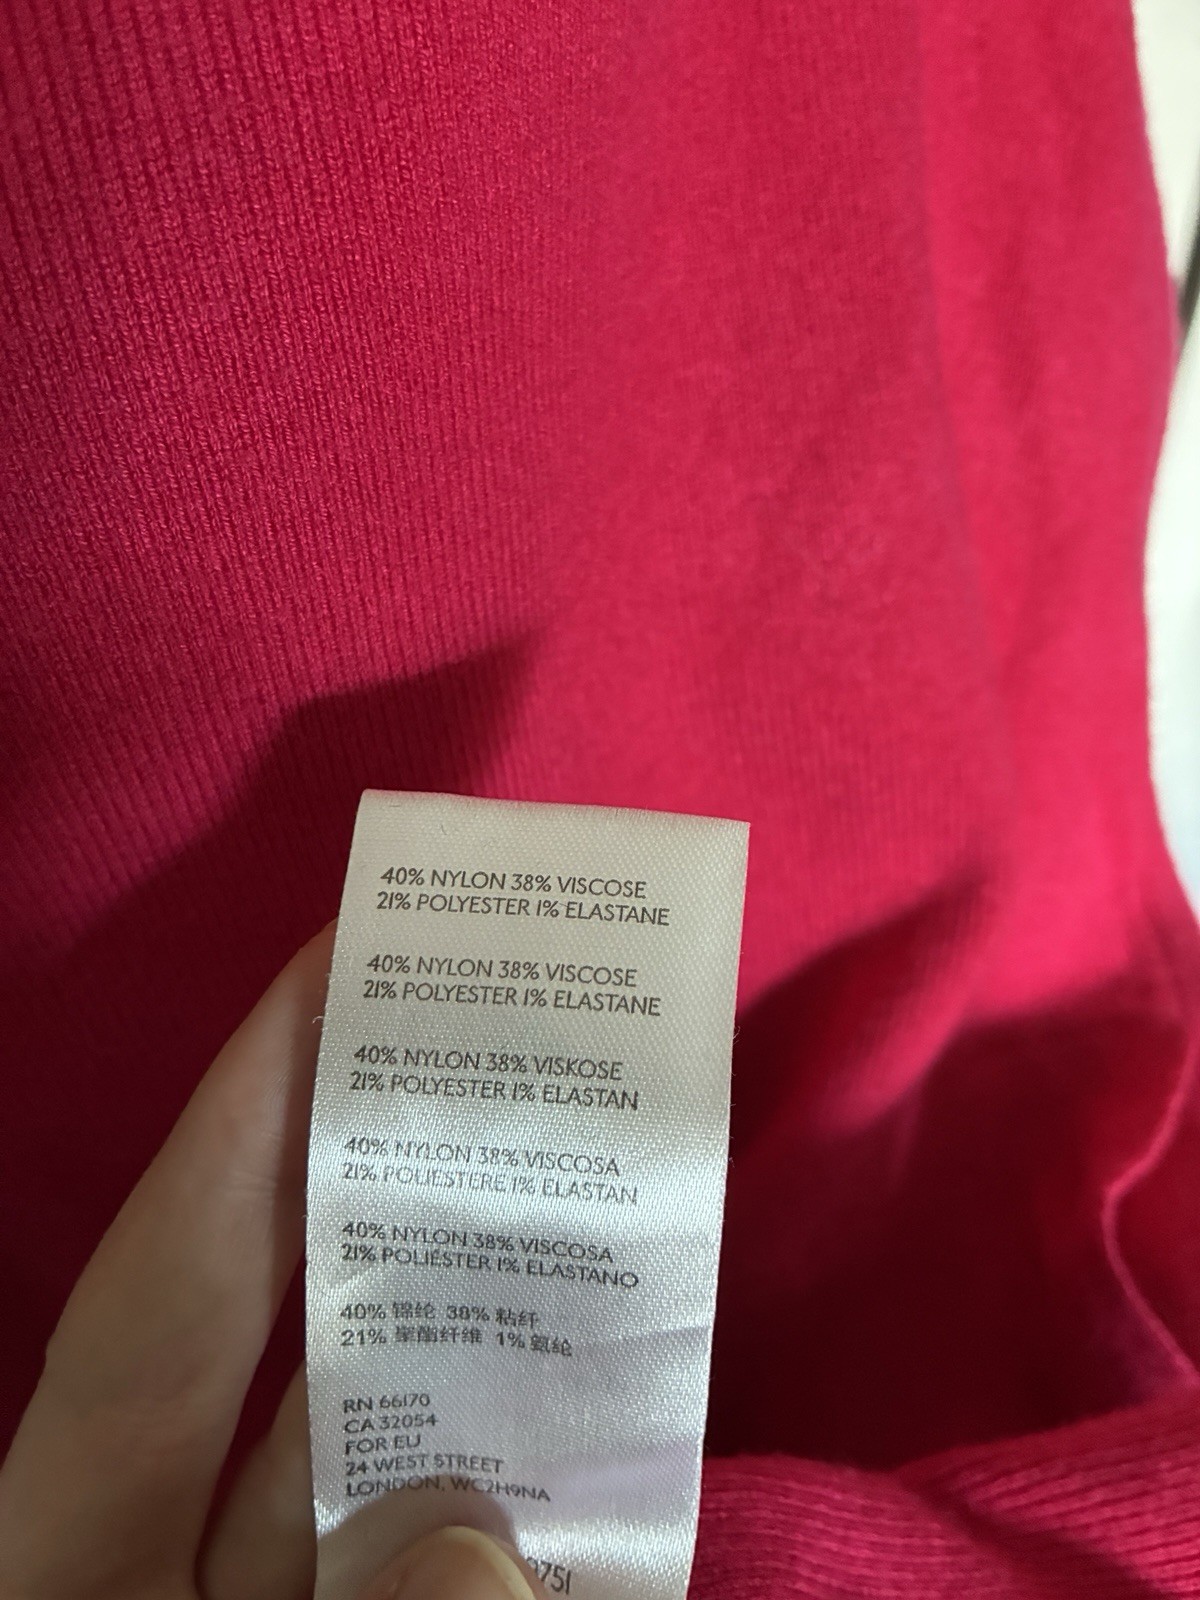 40% NYLON 38% VISCOSE
21% POLYESTER 1% ELASTANE
40% NYLON 38% VISCOSE
21% POLYESTER 1% ELASTANE
40% NYLON 38% VISKOSE
21% POLYESTER 1% ELASTAN
40% NYLON 38% VISCOSA
21% POLIESTERE 1% ELASTAN
40% NYLON 38% VISCOSA
21% POLIÉSTER 1% ELASTANO
40% 锦纶 38% 粘纤
21% 聚酯纤维 1% 氨纶
RN 66170
CA 32054
FOR EU
24 WEST STREET
LONDON, WC2H9NA